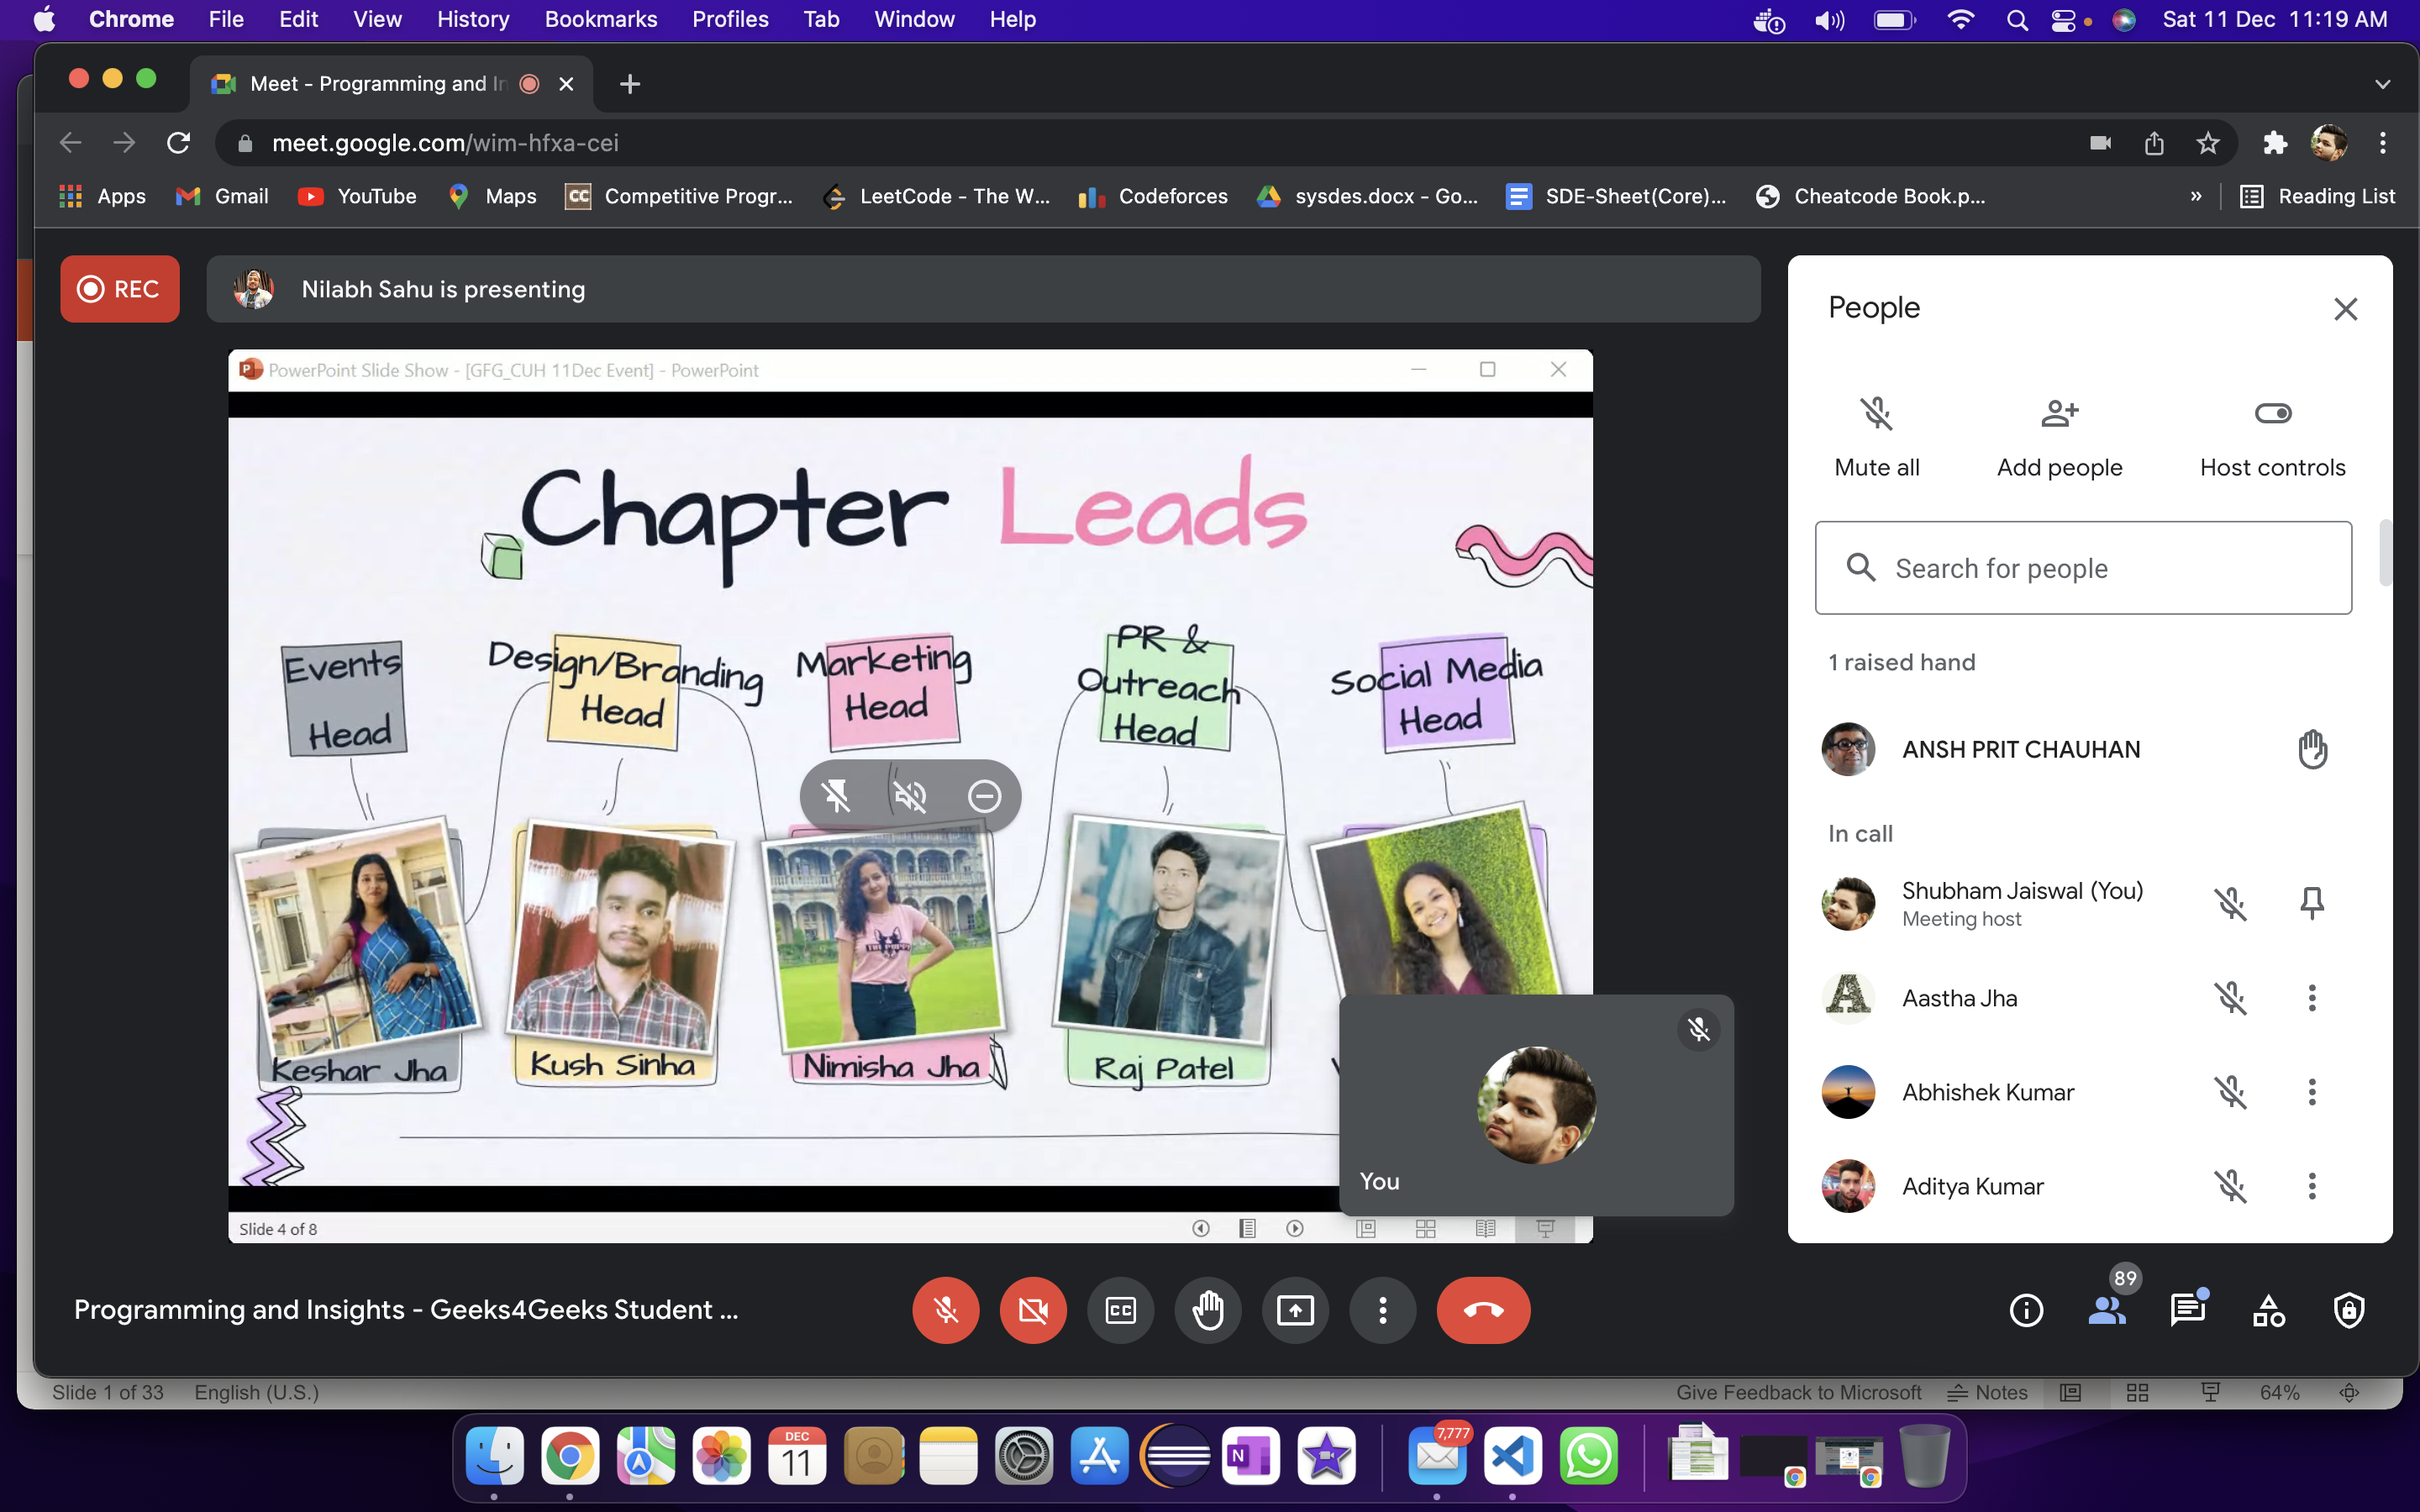 Chrome File Edit View History Bookmarks Profiles Tab Window Help Sat 11 Dec 11:19 AM
Meet - Programming and In
meet.google.com/wim-hfxa-cei
Apps Gmail YouTube Maps CC Competitive Progr... LeetCode - The W... Codeforces sysdes.docx - Go... SDE-Sheet(Core)... Cheatcode Book.p... » Reading List
REC
Nilabh Sahu is presenting
PowerPoint Slide Show - [GFG_CUH 11Dec Event] - PowerPoint
Chapter Leads
Events
Head
Design/Branding
Head
Marketing
Head
PR &
Outreach
Head
Social Media
Head
Keshar Jha
Kush Sinha
Nimisha Jha
Raj Patel
You
Slide 4 of 8
People
Mute all Add people Host controls
Search for people
1 raised hand
ANSH PRIT CHAUHAN
In call
Shubham Jaiswal (You)
Meeting host
Aastha Jha
Abhishek Kumar
Aditya Kumar
Programming and Insights - Geeks4Geeks Student ...
CC
89
Slide 1 of 33 English (U.S.) Give Feedback to Microsoft Notes 64%
DEC
11
N
7,777